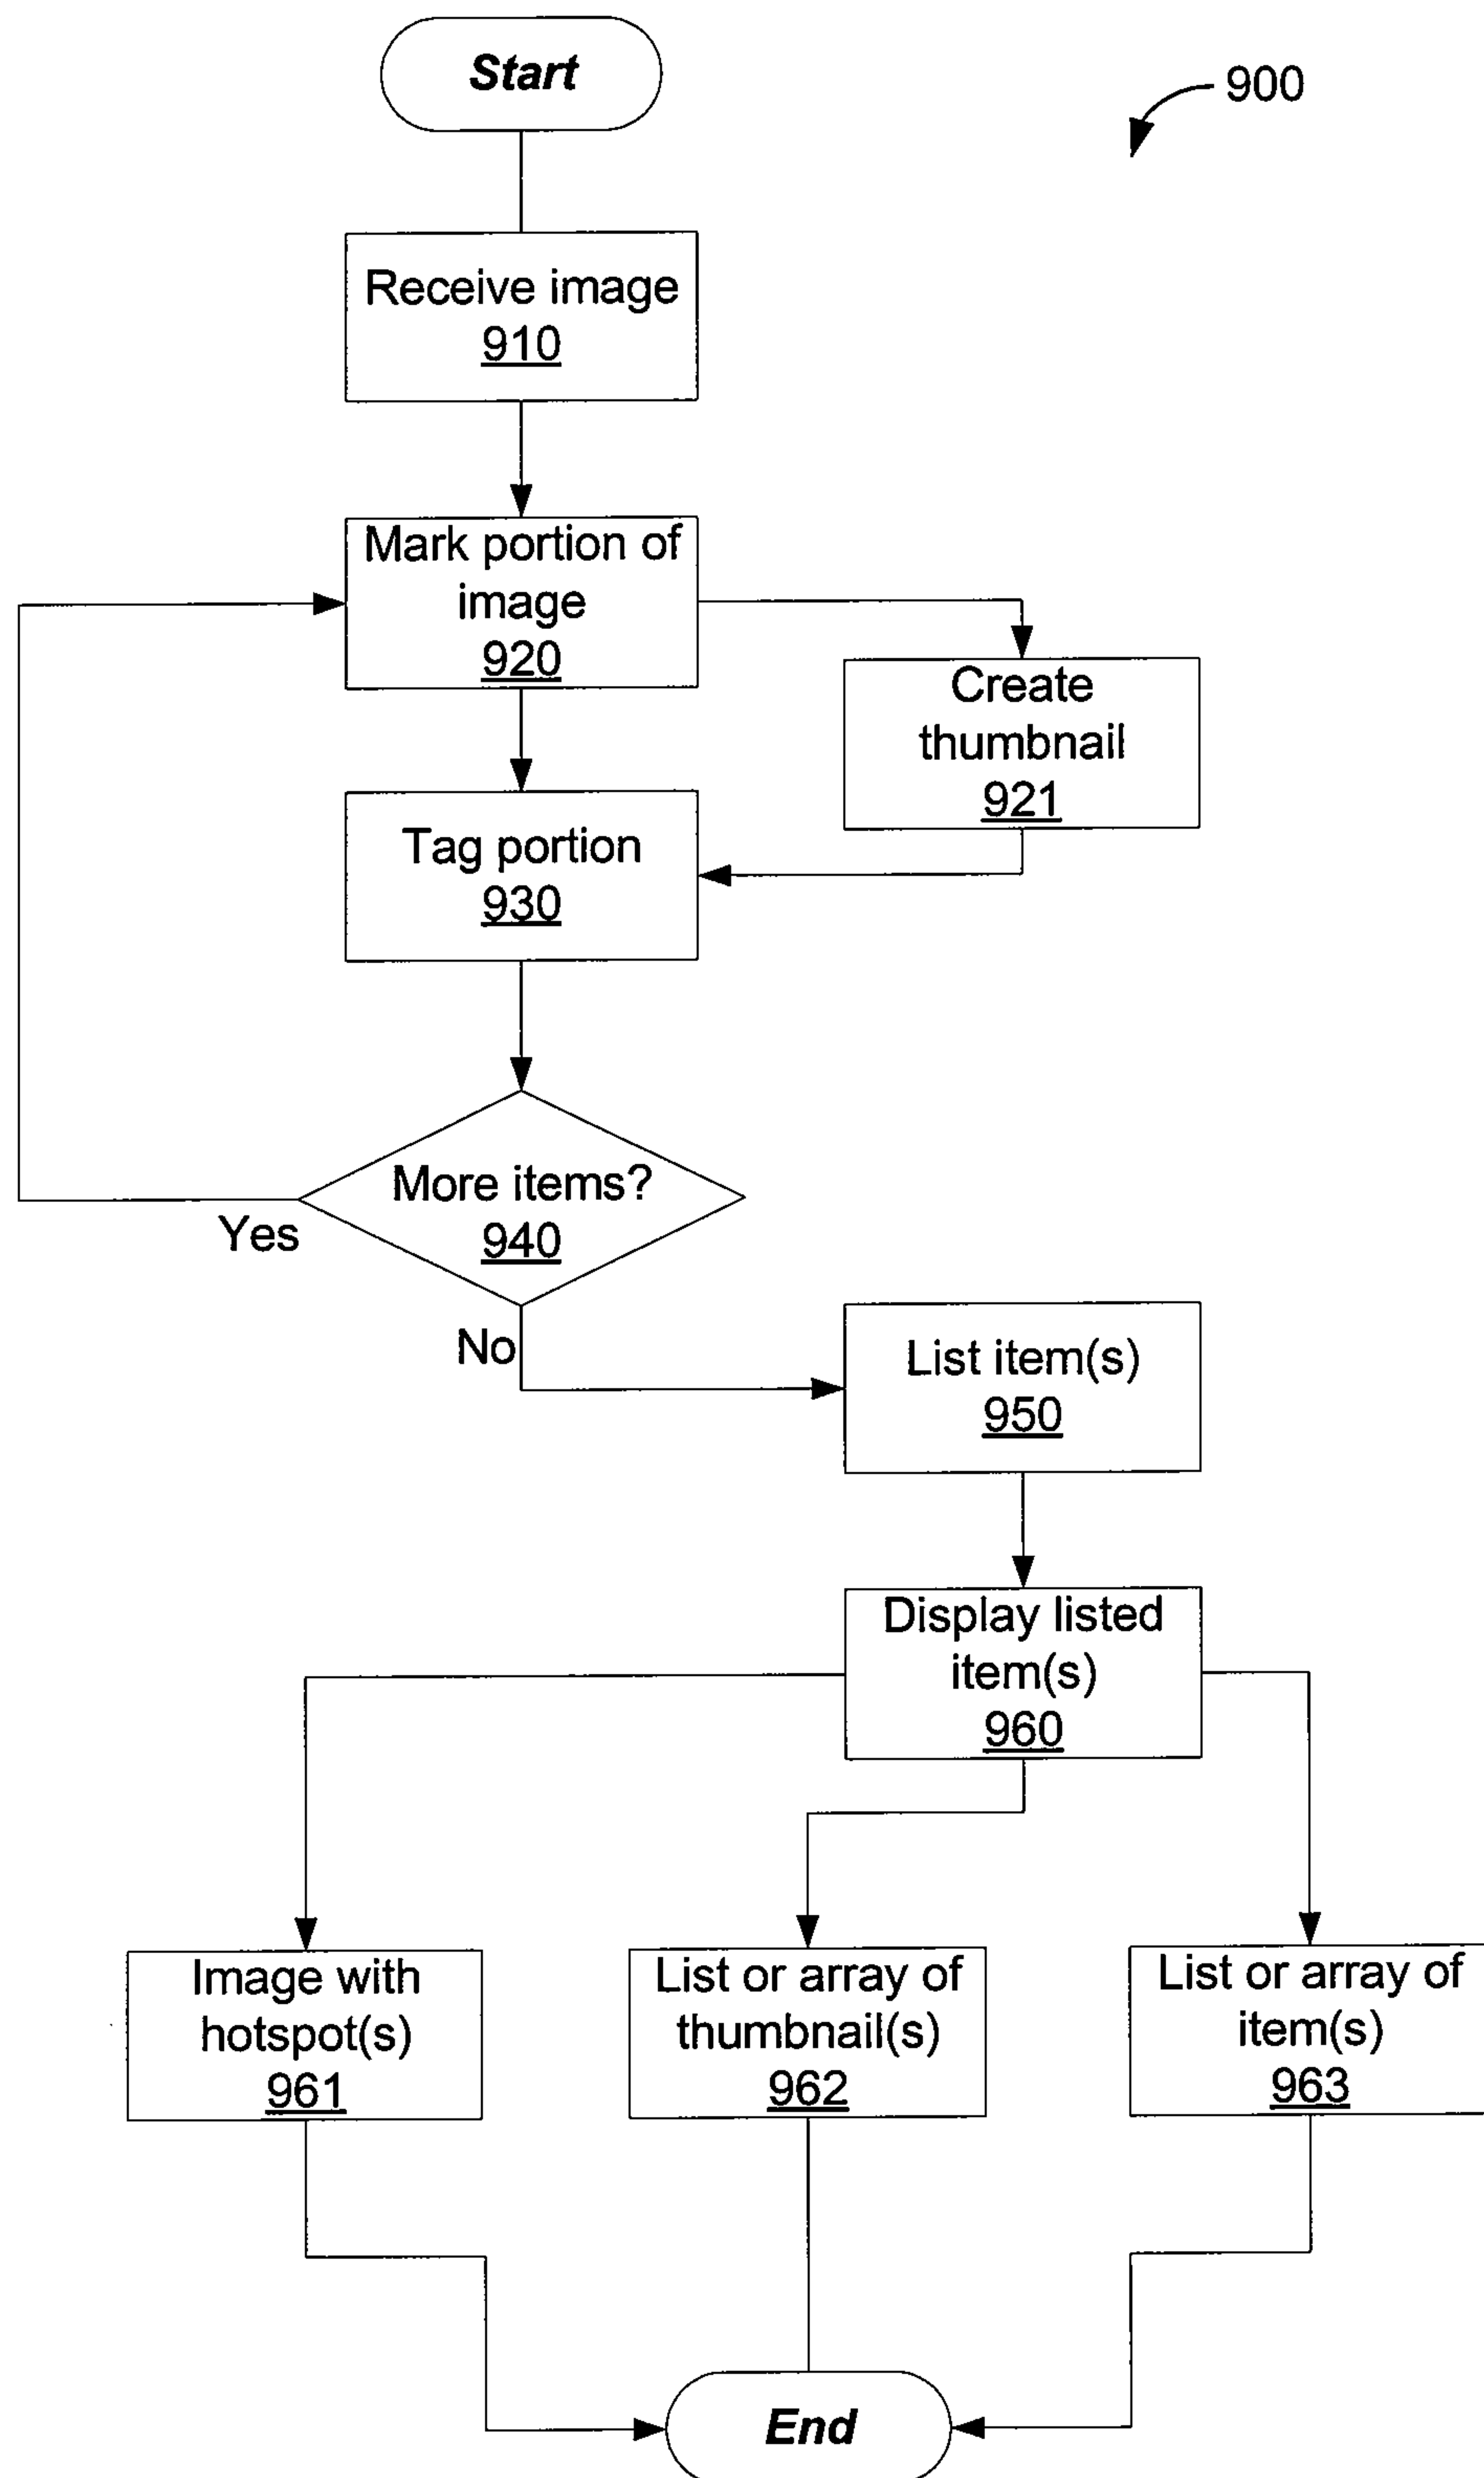 Start
900
Receive image
910
Mark portion of
image
920
Create
thumbnail
921
Tag portion
930
More items?
940
Yes
No
List item(s)
950
Display listed
item(s)
960
Image with
hotspot(s)
961
List or array of
thumbnail(s)
962
List or array of
item(s)
963
End